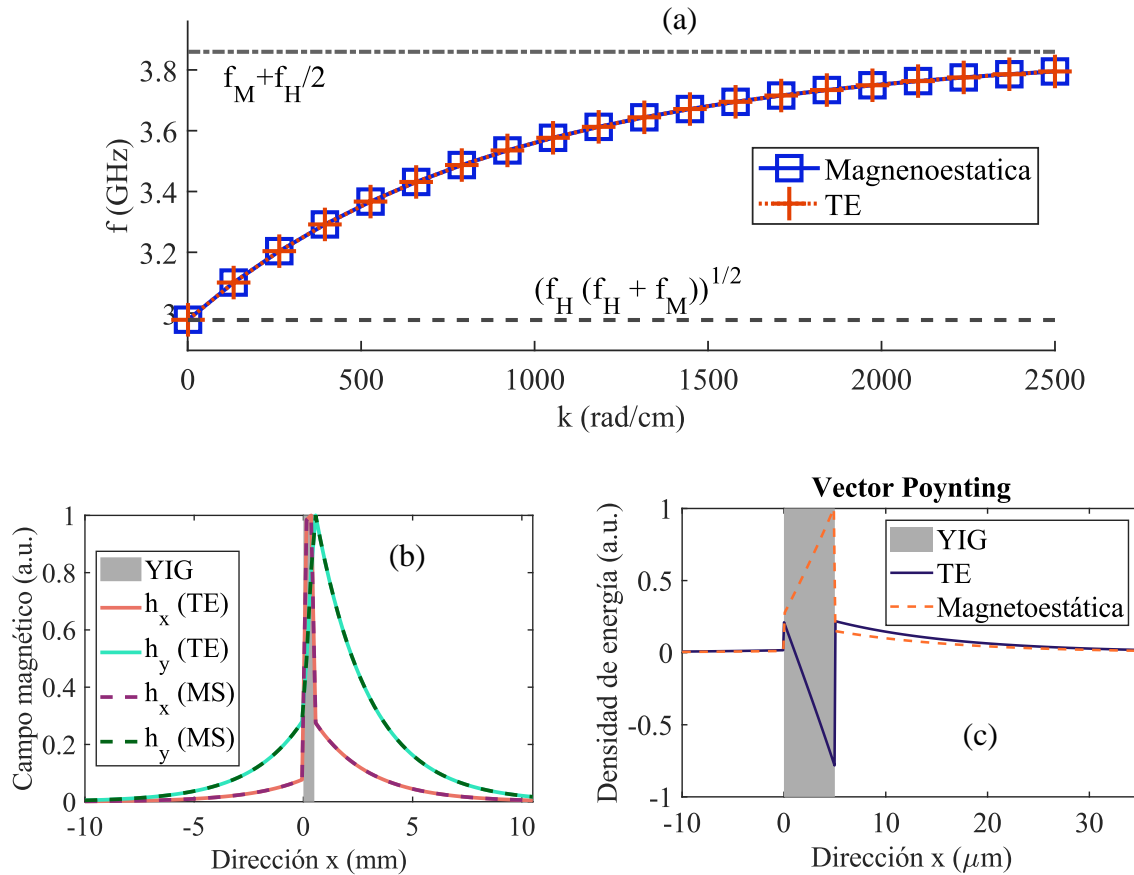 (a)
f_M+f_H/2
(f_H (f_H + f_M))^1/2
Magnenoestatica
TE
f (GHz)
3.8
3.6
3.4
3.2
3
0 500 1000 1500 2000 2500
k (rad/cm)
(b)
YIG
h_x (TE)
h_y (TE)
h_x (MS)
h_y (MS)
Campo magnético (a.u.)
1
0.8
0.6
0.4
0.2
0
-10 -5 0 5 10
Dirección x (mm)
Vector Poynting
YIG
TE
Magnetoestática
(c)
Densidad de energía (a.u.)
1
0.5
0
-0.5
-1
-10 0 10 20 30
Dirección x (μm)